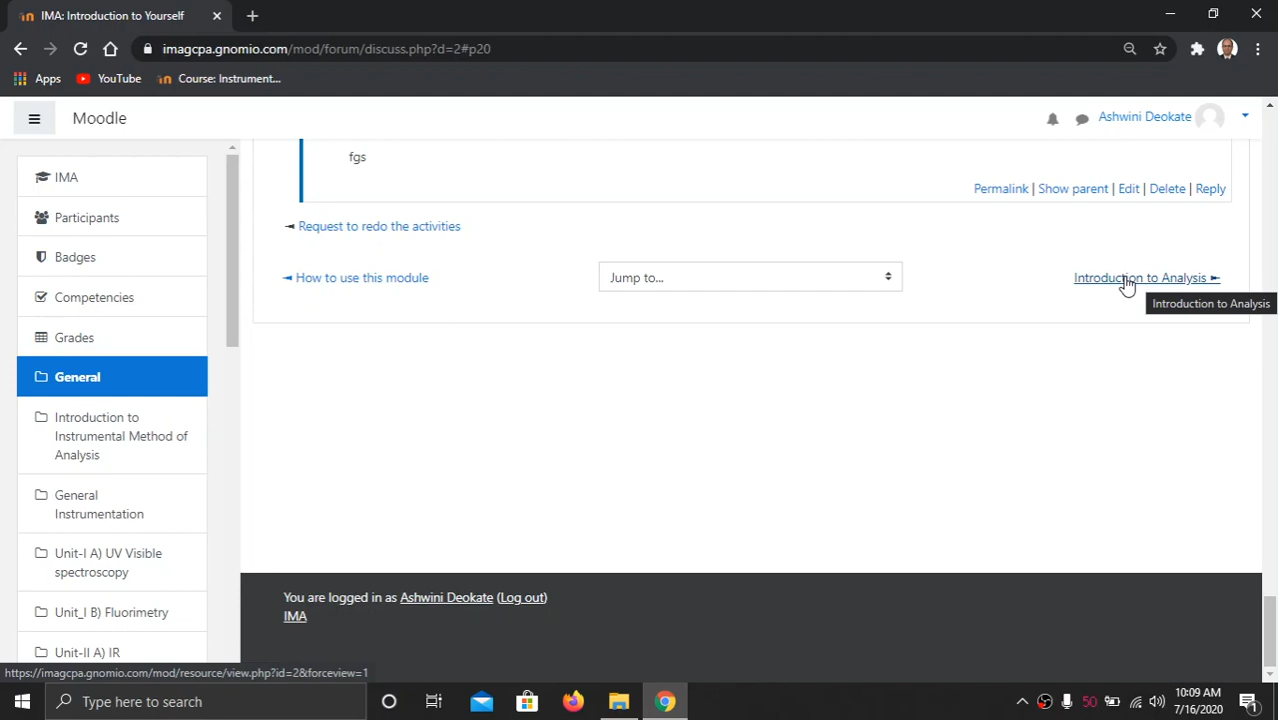 IMA: Introduction to Yourself
imagcpa.gnomio.com/mod/forum/discuss.php?d=2#p20
Apps
YouTube
Course: Instrument...
Moodle
Ashwini Deokate
IMA
Participants
Badges
Competencies
Grades
General
Introduction to
Instrumental Method of
Analysis
General
Instrumentation
Unit-I A) UV Visible
spectroscopy
Unit_I B) Fluorimetry
Unit-II A) IR
fgs
Permalink | Show parent | Edit | Delete | Reply
◄ Request to redo the activities
◄ How to use this module
Jump to...
Introduction to Analysis ►
Introduction to Analysis
You are logged in as Ashwini Deokate (Log out)
IMA
https://imagcpa.gnomio.com/mod/resource/view.php?id=2&forceview=1
Type here to search
50
10:09 AM
7/16/2020
1